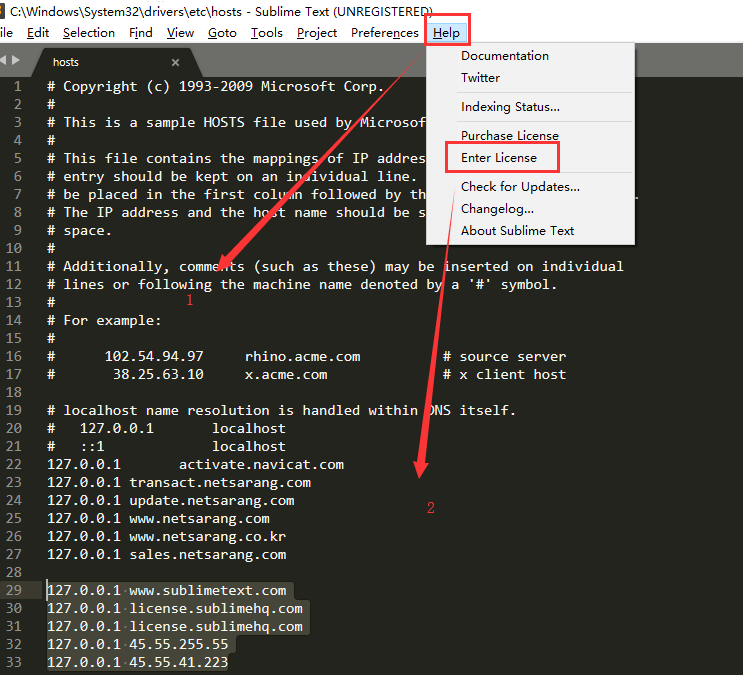 C:\Windows\System32\drivers\etc\hosts - Sublime Text (UNREGISTERED)
ile Edit Selection Find View Goto Tools Project Preferences Help
hosts ×
Documentation
Twitter
Indexing Status...
Purchase License
Enter License
Check for Updates...
Changelog...
About Sublime Text
1 # Copyright (c) 1993-2009 Microsoft Corp.
2 #
3 # This is a sample HOSTS file used by Microsof
4 #
5 # This file contains the mappings of IP addres
6 # entry should be kept on an individual line.
7 # be placed in the first column followed by th .
8 # The IP address and the host name should be s
9 # space.
10 #
11 # Additionally, comments (such as these) may be inserted on individual
12 # lines or following the machine name denoted by a '#' symbol.
13 #
1
14 # For example:
15 #
16 # 102.54.94.97 rhino.acme.com # source server
17 # 38.25.63.10 x.acme.com # x client host
18
19 # localhost name resolution is handled within DNS itself.
20 # 127.0.0.1 localhost
21 # ::1 localhost
22 127.0.0.1 activate.navicat.com
23 127.0.0.1 transact.netsarang.com
24 127.0.0.1 update.netsarang.com
2
25 127.0.0.1 www.netsarang.com
26 127.0.0.1 www.netsarang.co.kr
27 127.0.0.1 sales.netsarang.com
28
29 127.0.0.1 www.sublimetext.com
30 127.0.0.1 license.sublimehq.com
31 127.0.0.1 license.sublimehq.com
32 127.0.0.1 45.55.255.55
33 127.0.0.1 45.55.41.223